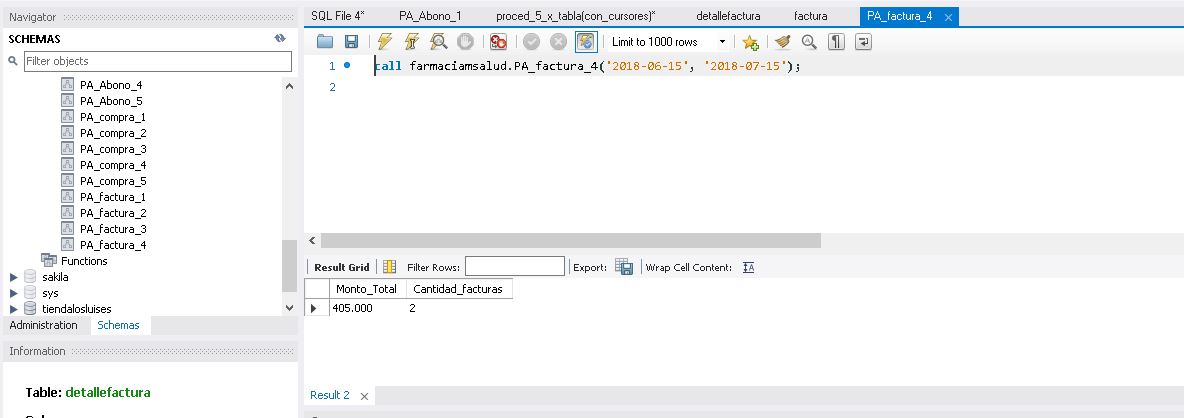 Navigator
SCHEMAS
Filter objects
PA_Abono_4
PA_Abono_5
PA_compra_1
PA_compra_2
PA_compra_3
PA_compra_4
PA_compra_5
PA_factura_1
PA_factura_2
PA_factura_3
PA_factura_4
Functions
sakila
sys
tiendalosluises
Administration Schemas
Information
Table: detallefactura
SQL File 4* PA_Abono_1 proced_5_x_tabla(con_cursores)* detallefactura factura PA_factura_4
Limit to 1000 rows
1 call farmaciamsalud.PA_factura_4('2018-06-15', '2018-07-15');
2
Result Grid Filter Rows: Export: Wrap Cell Content:
Monto_Total Cantidad_facturas
405.000 2
Result 2